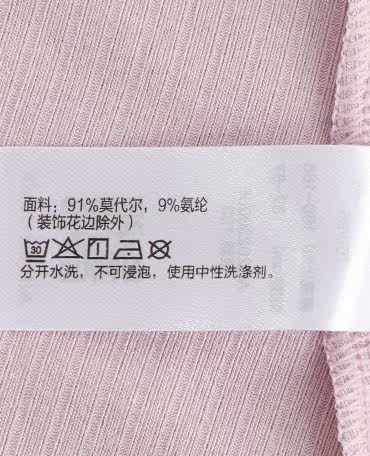 面料：91%莫代尔，9%氨纶
（装饰花边除外）
30
分开水洗，不可浸泡，使用中性洗涤剂。